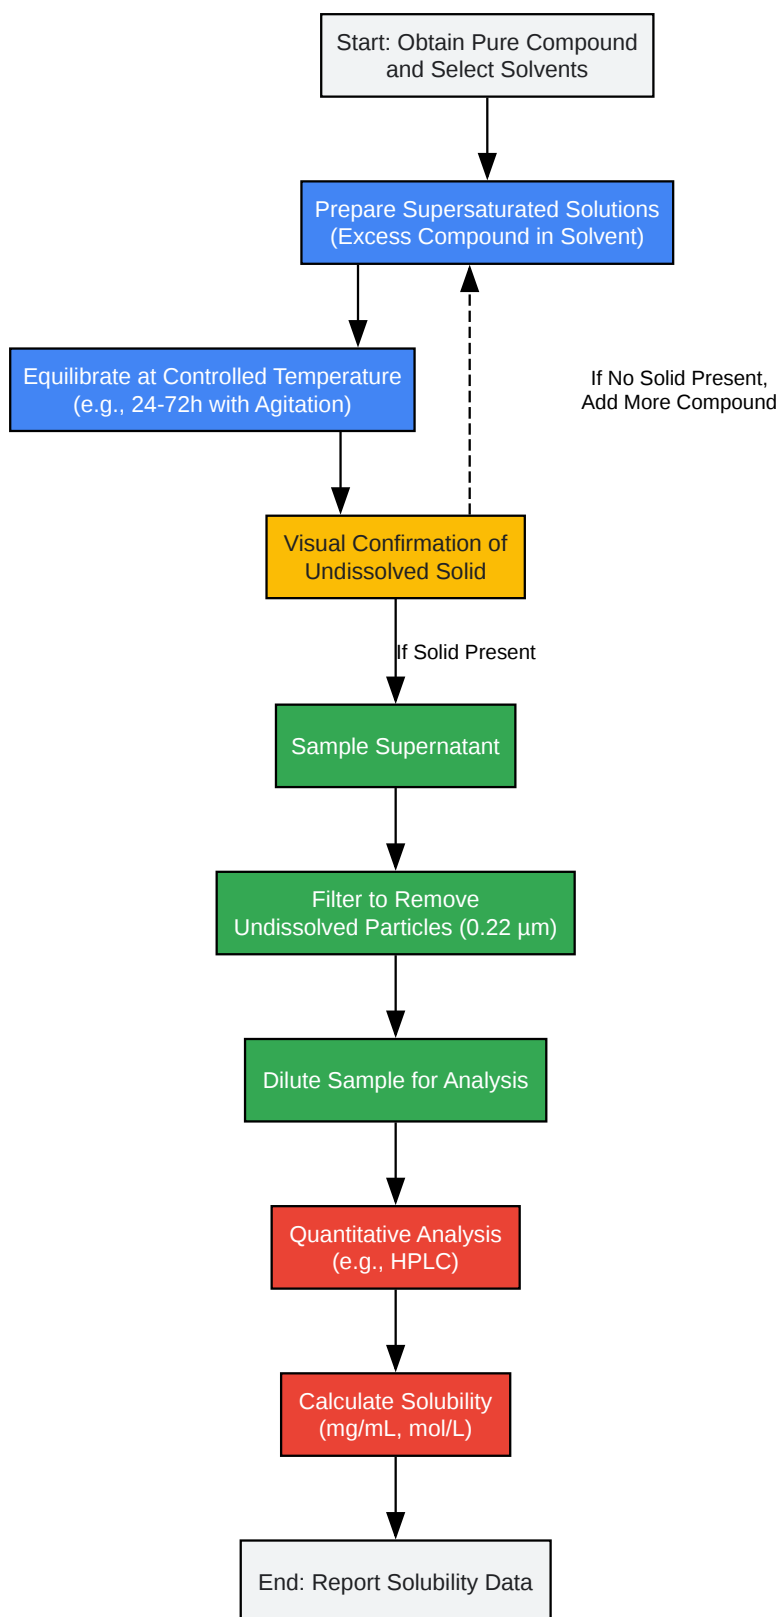 Start: Obtain Pure Compound
and Select Solvents
Prepare Supersaturated Solutions
(Excess Compound in Solvent)
Equilibrate at Controlled Temperature
(e.g., 24-72h with Agitation)
If No Solid Present,
Add More Compound
Visual Confirmation of
Undissolved Solid
If Solid Present
Sample Supernatant
Filter to Remove
Undissolved Particles (0.22 µm)
Dilute Sample for Analysis
Quantitative Analysis
(e.g., HPLC)
Calculate Solubility
(mg/mL, mol/L)
End: Report Solubility Data